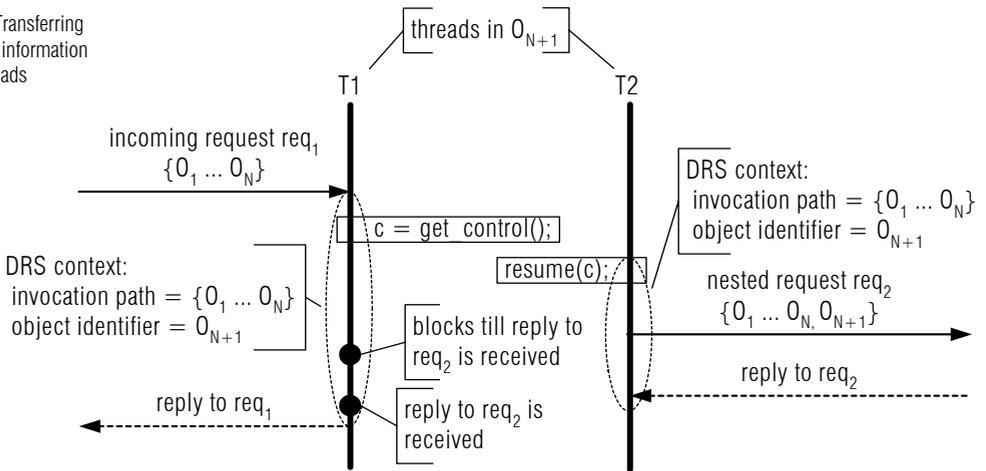 Transferring
information
ads
threads in O_{N+1}
T1
T2
incoming request req_1
{O_1 ... O_N}
c = get_control();
DRS context:
invocation path = {O_1 ... O_N}
object identifier = O_{N+1}
resume(c);
DRS context:
invocation path = {O_1 ... O_N}
object identifier = O_{N+1}
nested request req_2
{O_1 ... O_N, O_{N+1}}
blocks till reply to
req_2 is received
reply to req_2
reply to req_1
reply to req_2 is
received